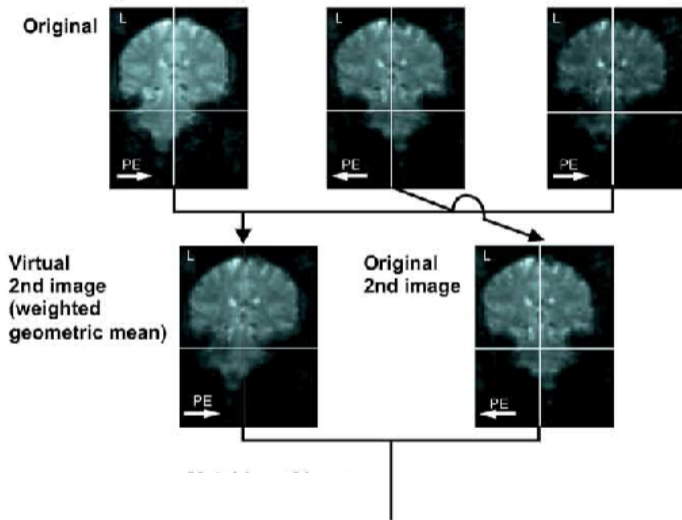 Original
L
PE
PE
PE
Virtual
2nd image
(weighted
geometric mean)
L
PE
Original
2nd image
L
PE